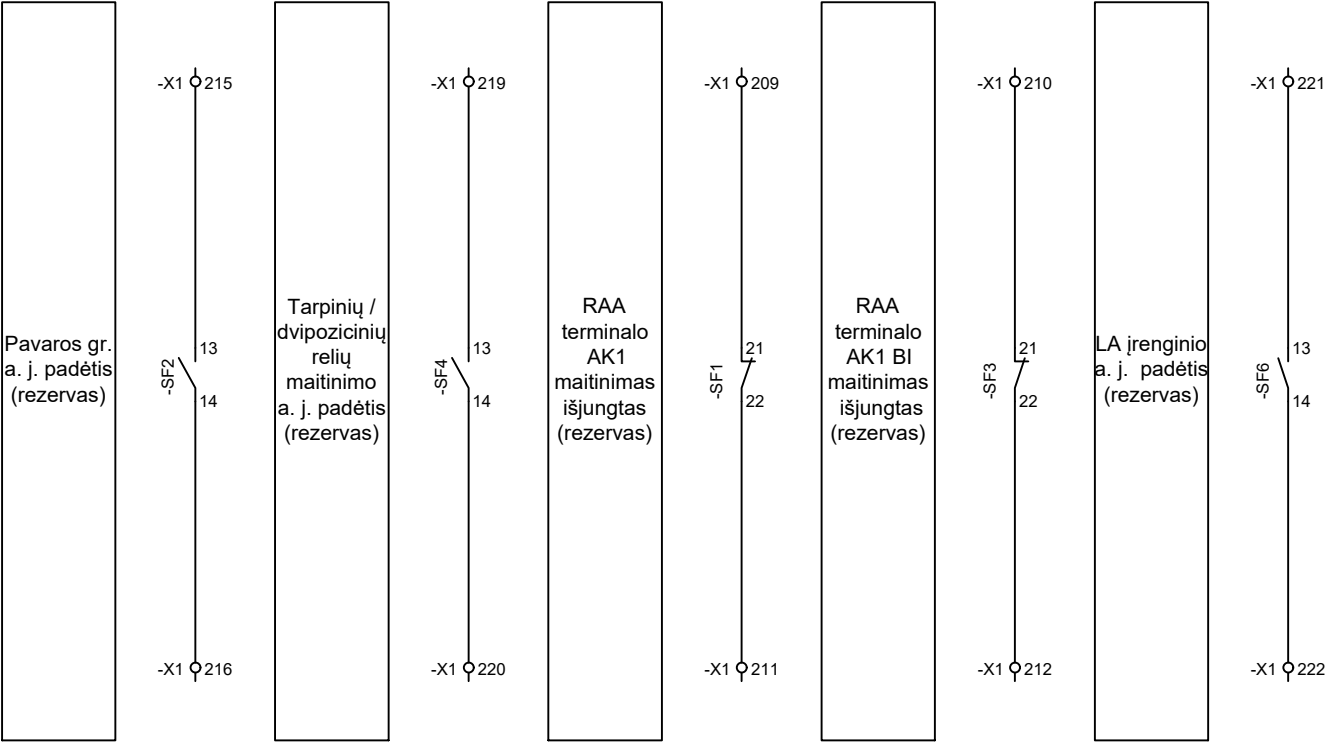 Pavaros gr.
a. j. padėtis
(rezervas)
-X1 215
-SF2
13
14
-X1 216
Tarpinių /
dvipozicinių
relių
maitinimo
a. j. padėtis
(rezervas)
-X1 219
-SF4
13
14
-X1 220
RAA
terminalo
AK1
maitinimas
išjungtas
(rezervas)
-X1 209
-SF1
21
22
-X1 211
RAA
terminalo
AK1 BI
maitinimas
išjungtas
(rezervas)
-X1 210
-SF3
21
22
-X1 212
LA įrenginio
a. j. padėtis
(rezervas)
-X1 221
-SF6
13
14
-X1 222